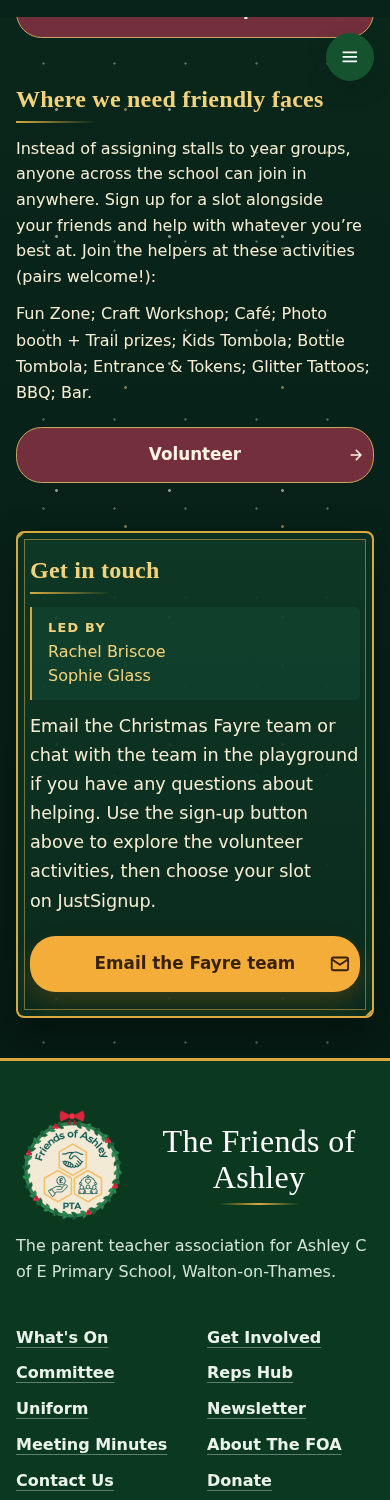 Where we need friendly faces
Instead of assigning stalls to year groups,
anyone across the school can join in
anywhere. Sign up for a slot alongside
your friends and help with whatever you’re
best at. Join the helpers at these activities
(pairs welcome!):
Fun Zone; Craft Workshop; Café; Photo
booth + Trail prizes; Kids Tombola; Bottle
Tombola; Entrance & Tokens; Glitter Tattoos;
BBQ; Bar.
Volunteer
Get in touch
LED BY
Rachel Briscoe
Sophie Glass
Email the Christmas Fayre team or
chat with the team in the playground
if you have any questions about
helping. Use the sign-up button
above to explore the volunteer
activities, then choose your slot
on JustSignup.
Email the Fayre team
Friends of Ashley
£
PTA
The Friends of
Ashley
The parent teacher association for Ashley C
of E Primary School, Walton-on-Thames.
What's On
Get Involved
Committee
Reps Hub
Uniform
Newsletter
Meeting Minutes
About The FOA
Contact Us
Donate